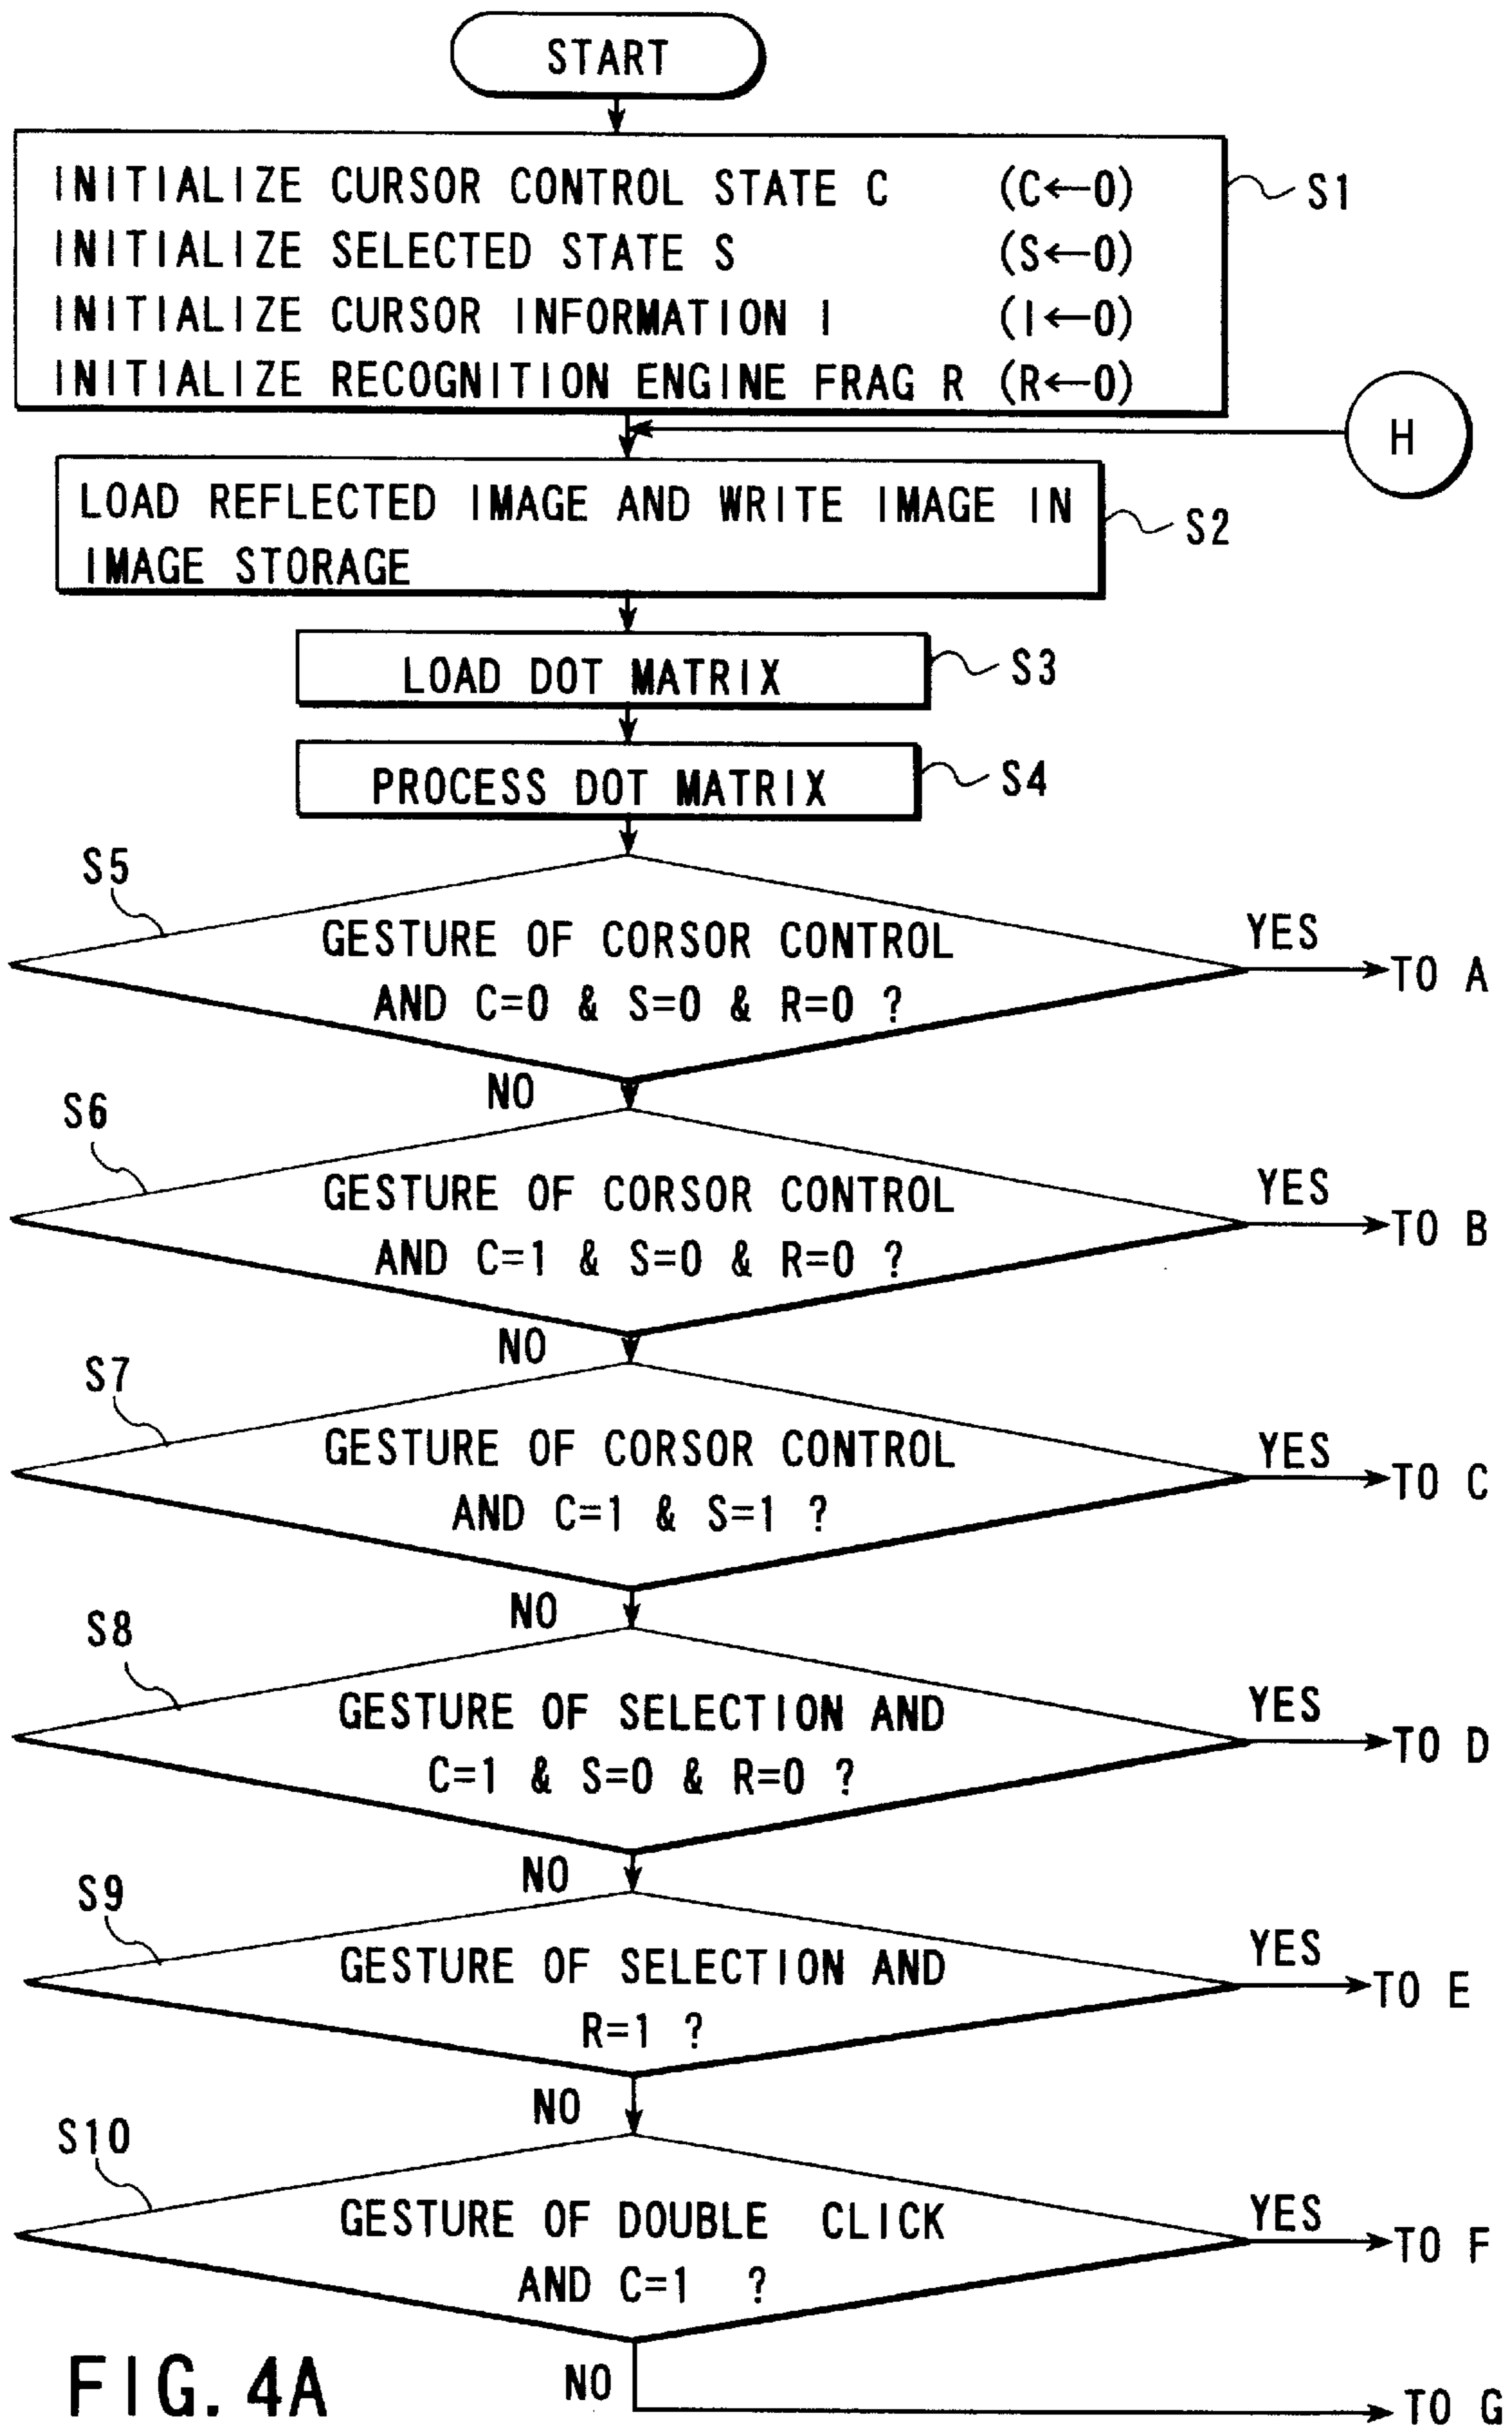 START
INITIALIZE CURSOR CONTROL STATE C (C←0)
INITIALIZE SELECTED STATE S (S←0)
INITIALIZE CURSOR INFORMATION I (I←0)
INITIALIZE RECOGNITION ENGINE FRAG R (R←0)
S1
H
LOAD REFLECTED IMAGE AND WRITE IMAGE IN
IMAGE STORAGE
S2
LOAD DOT MATRIX
S3
PROCESS DOT MATRIX
S4
S5
GESTURE OF CORSOR CONTROL
AND C=0 & S=0 & R=0 ?
YES
TO A
NO
S6
GESTURE OF CORSOR CONTROL
AND C=1 & S=0 & R=0 ?
YES
TO B
NO
S7
GESTURE OF CORSOR CONTROL
AND C=1 & S=1 ?
YES
TO C
NO
S8
GESTURE OF SELECTION AND
C=1 & S=0 & R=0 ?
YES
TO D
NO
S9
GESTURE OF SELECTION AND
R=1 ?
YES
TO E
NO
S10
GESTURE OF DOUBLE CLICK
AND C=1 ?
YES
TO F
NO
TO G
FIG. 4A